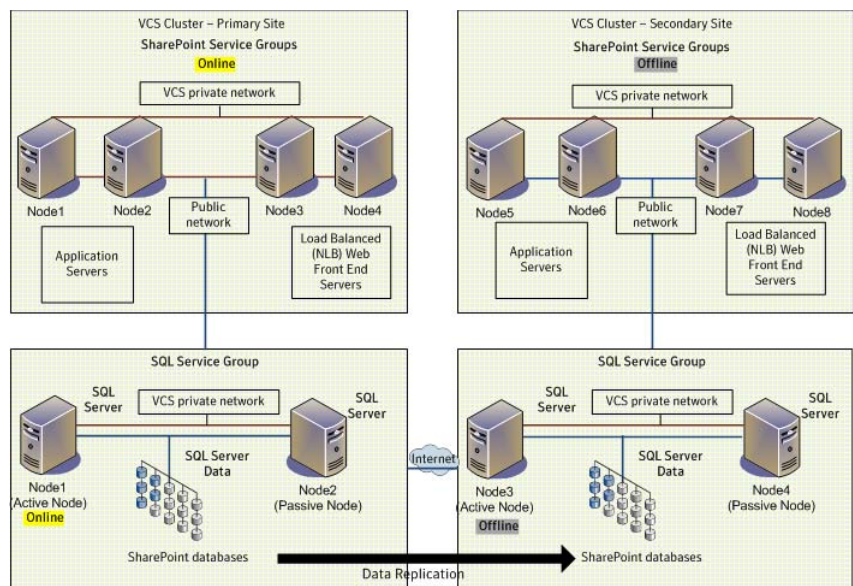 VCS Cluster – Primary Site
SharePoint Service Groups
Online
VCS private network
Node1
Node2
Node3
Node4
Public
network
Application
Servers
Load Balanced
(NLB) Web
Front End
Servers
VCS Cluster – Secondary Site
SharePoint Service Groups
Offline
VCS private network
Node5
Node6
Node7
Node8
Public
network
Application
Servers
Load Balanced
(NLB) Web
Front End
Servers
SQL Service Group
SQL
Server
VCS private network
SQL
Server
SQL Server
Data
Node1
(Active Node)
Online
Node2
(Passive Node)
SharePoint databases
Internet
SQL Service Group
SQL
Server
VCS private network
SQL
Server
SQL Server
Data
Node3
(Active Node)
Offline
Node4
(Passive Node)
SharePoint databases
Data Replication